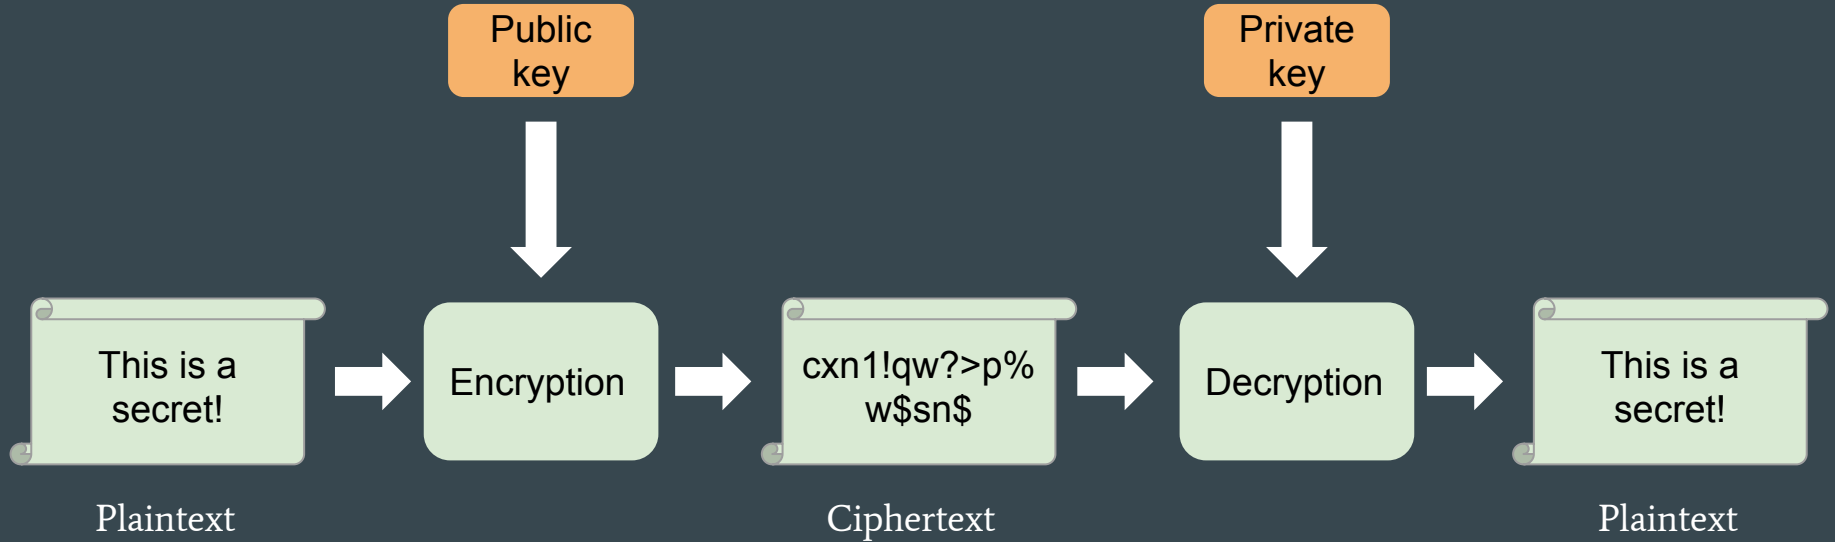 Public
key
Private
key
This is a
secret!
Encryption
cxn1!qw?>p%
w$sn$
Decryption
This is a
secret!
Plaintext
Ciphertext
Plaintext